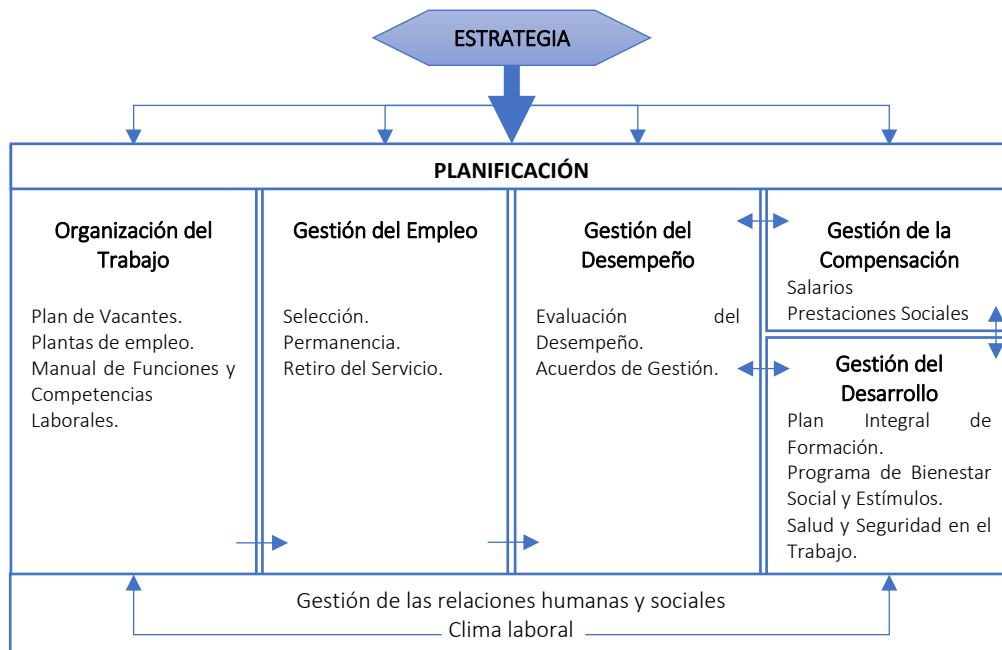 ESTRATEGIA
PLANIFICACIÓN
Organización del
Trabajo
Plan de Vacantes.
Plantas de empleo.
Manual de Funciones y
Competencias
Laborales.
Gestión del Empleo
Selección.
Permanencia.
Retiro del Servicio.
Gestión del
Desempeño
Evaluación del
Desempeño.
Acuerdos de Gestión.
Gestión de la
Compensación
Salarios
Prestaciones Sociales
Gestión del
Desarrollo
Plan Integral de
Formación.
Programa de Bienestar
Social y Estímulos.
Salud y Seguridad en el
Trabajo.
Gestión de las relaciones humanas y sociales
Clima laboral